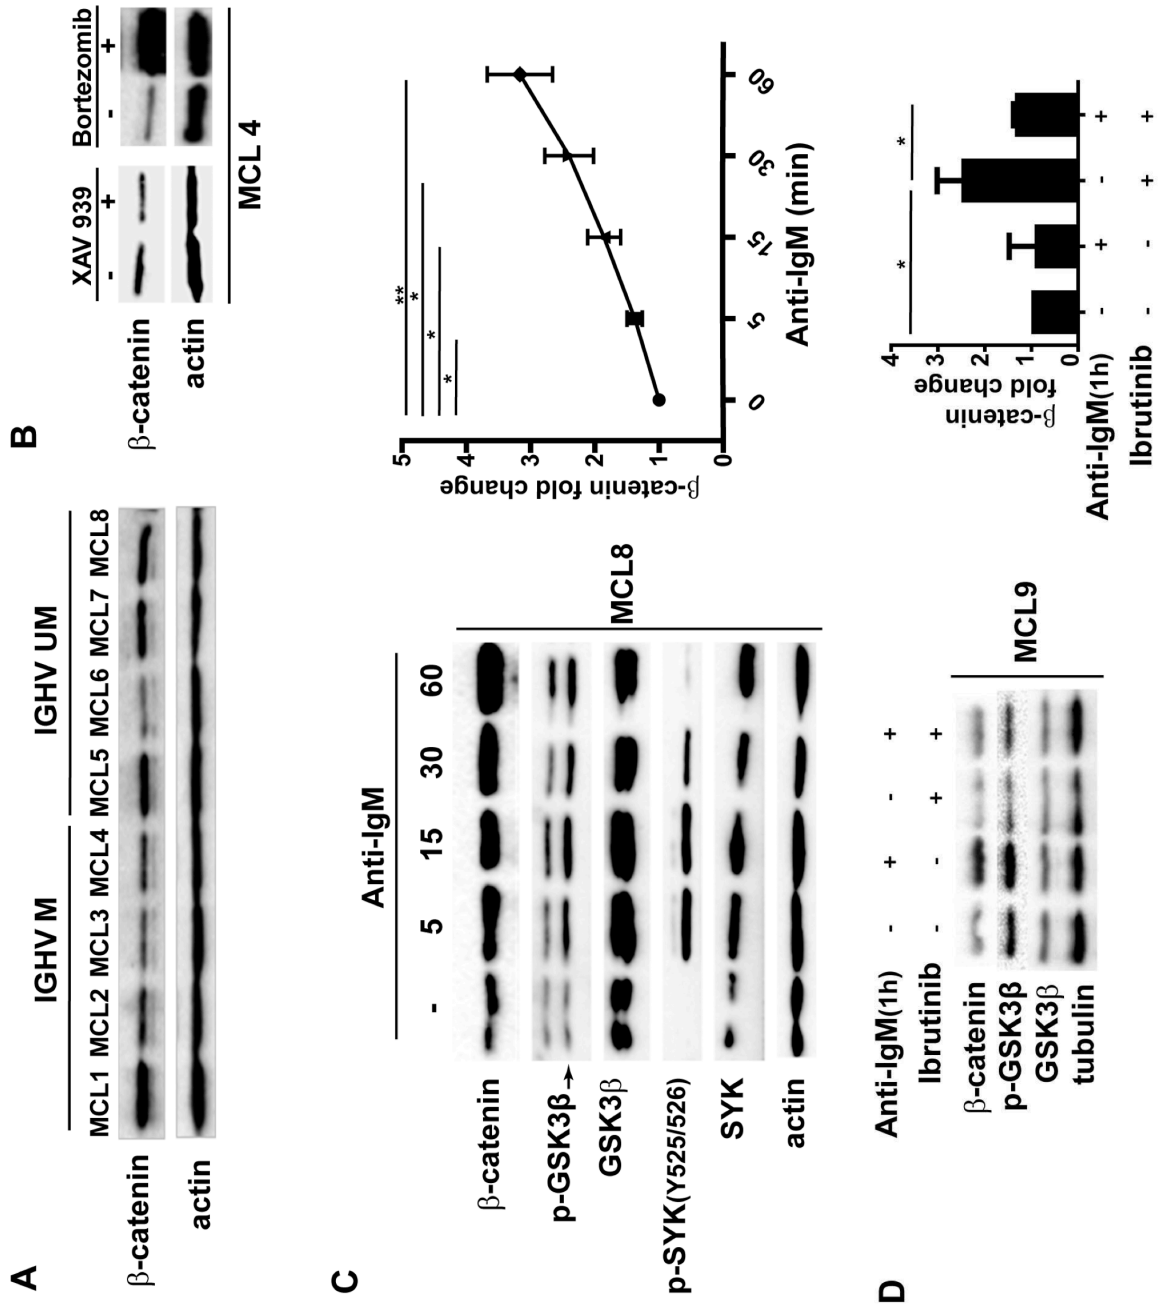 A
IGHV M
IGHV UM
MCL1 MCL2 MCL3 MCL4 MCL5 MCL6 MCL7 MCL8
β-catenin
actin
B
XAV 939
Bortezomib
- + - +
β-catenin
actin
MCL 4
C
Anti-IgM
- 5 15 30 60
β-catenin
p-GSK3β→
GSK3β
p-SYK(Y525/526)
SYK
actin
MCL8
β-catenin fold change
5
4
3
2
1
0
**
*
*
*
0 5 15 30 60
Anti-IgM (min)
D
Anti-IgM(1h) - + - +
Ibrutinib - - + +
β-catenin
p-GSK3β
GSK3β
tubulin
MCL9
β-catenin
fold change
4
3
2
1
0
*
*
Anti-IgM(1h) - + - +
Ibrutinib - - + +